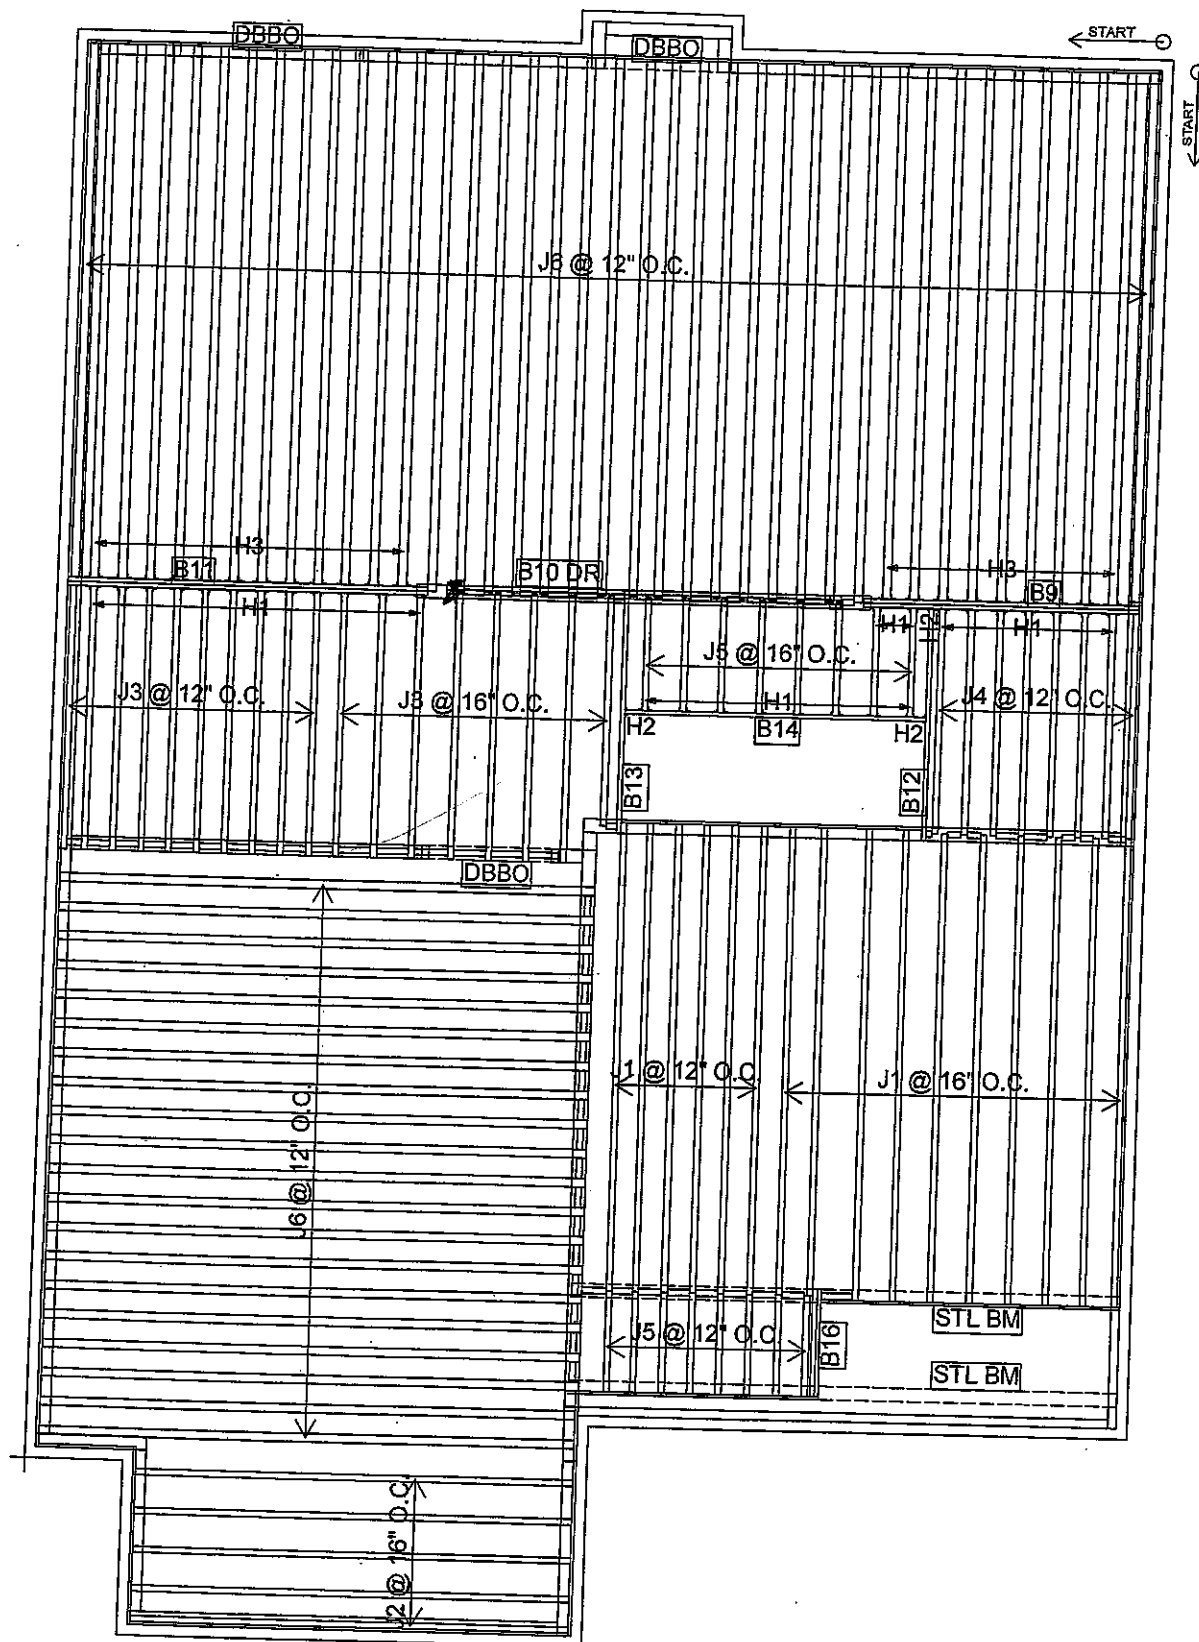 DBBO
DBBO
START
START
J6 @ 12" O.C.
H3
B11
B10 DR
H3
B9
H1
H1
H2
H1
J5 @ 16" O.C.
J3 @ 12" O.C.
J3 @ 16" O.C.
H1
J4 @ 12" O.C.
H2
B14
H2
B13
B12
DBBO
J1 @ 12" O.C.
J1 @ 16" O.C.
J6 @ 12" O.C.
STL BM
J5 @ 12" O.C.
B16
STL BM
J2 @ 16" O.C.